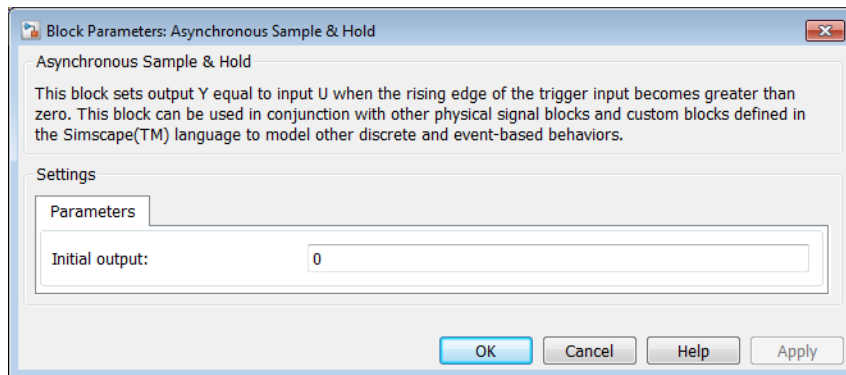 Block Parameters: Asynchronous Sample & Hold
Asynchronous Sample & Hold
This block sets output Y equal to input U when the rising edge of the trigger input becomes greater than
zero. This block can be used in conjunction with other physical signal blocks and custom blocks defined in
the Simscape(TM) language to model other discrete and event-based behaviors.
Settings
Parameters
Initial output: 0
OK Cancel Help Apply